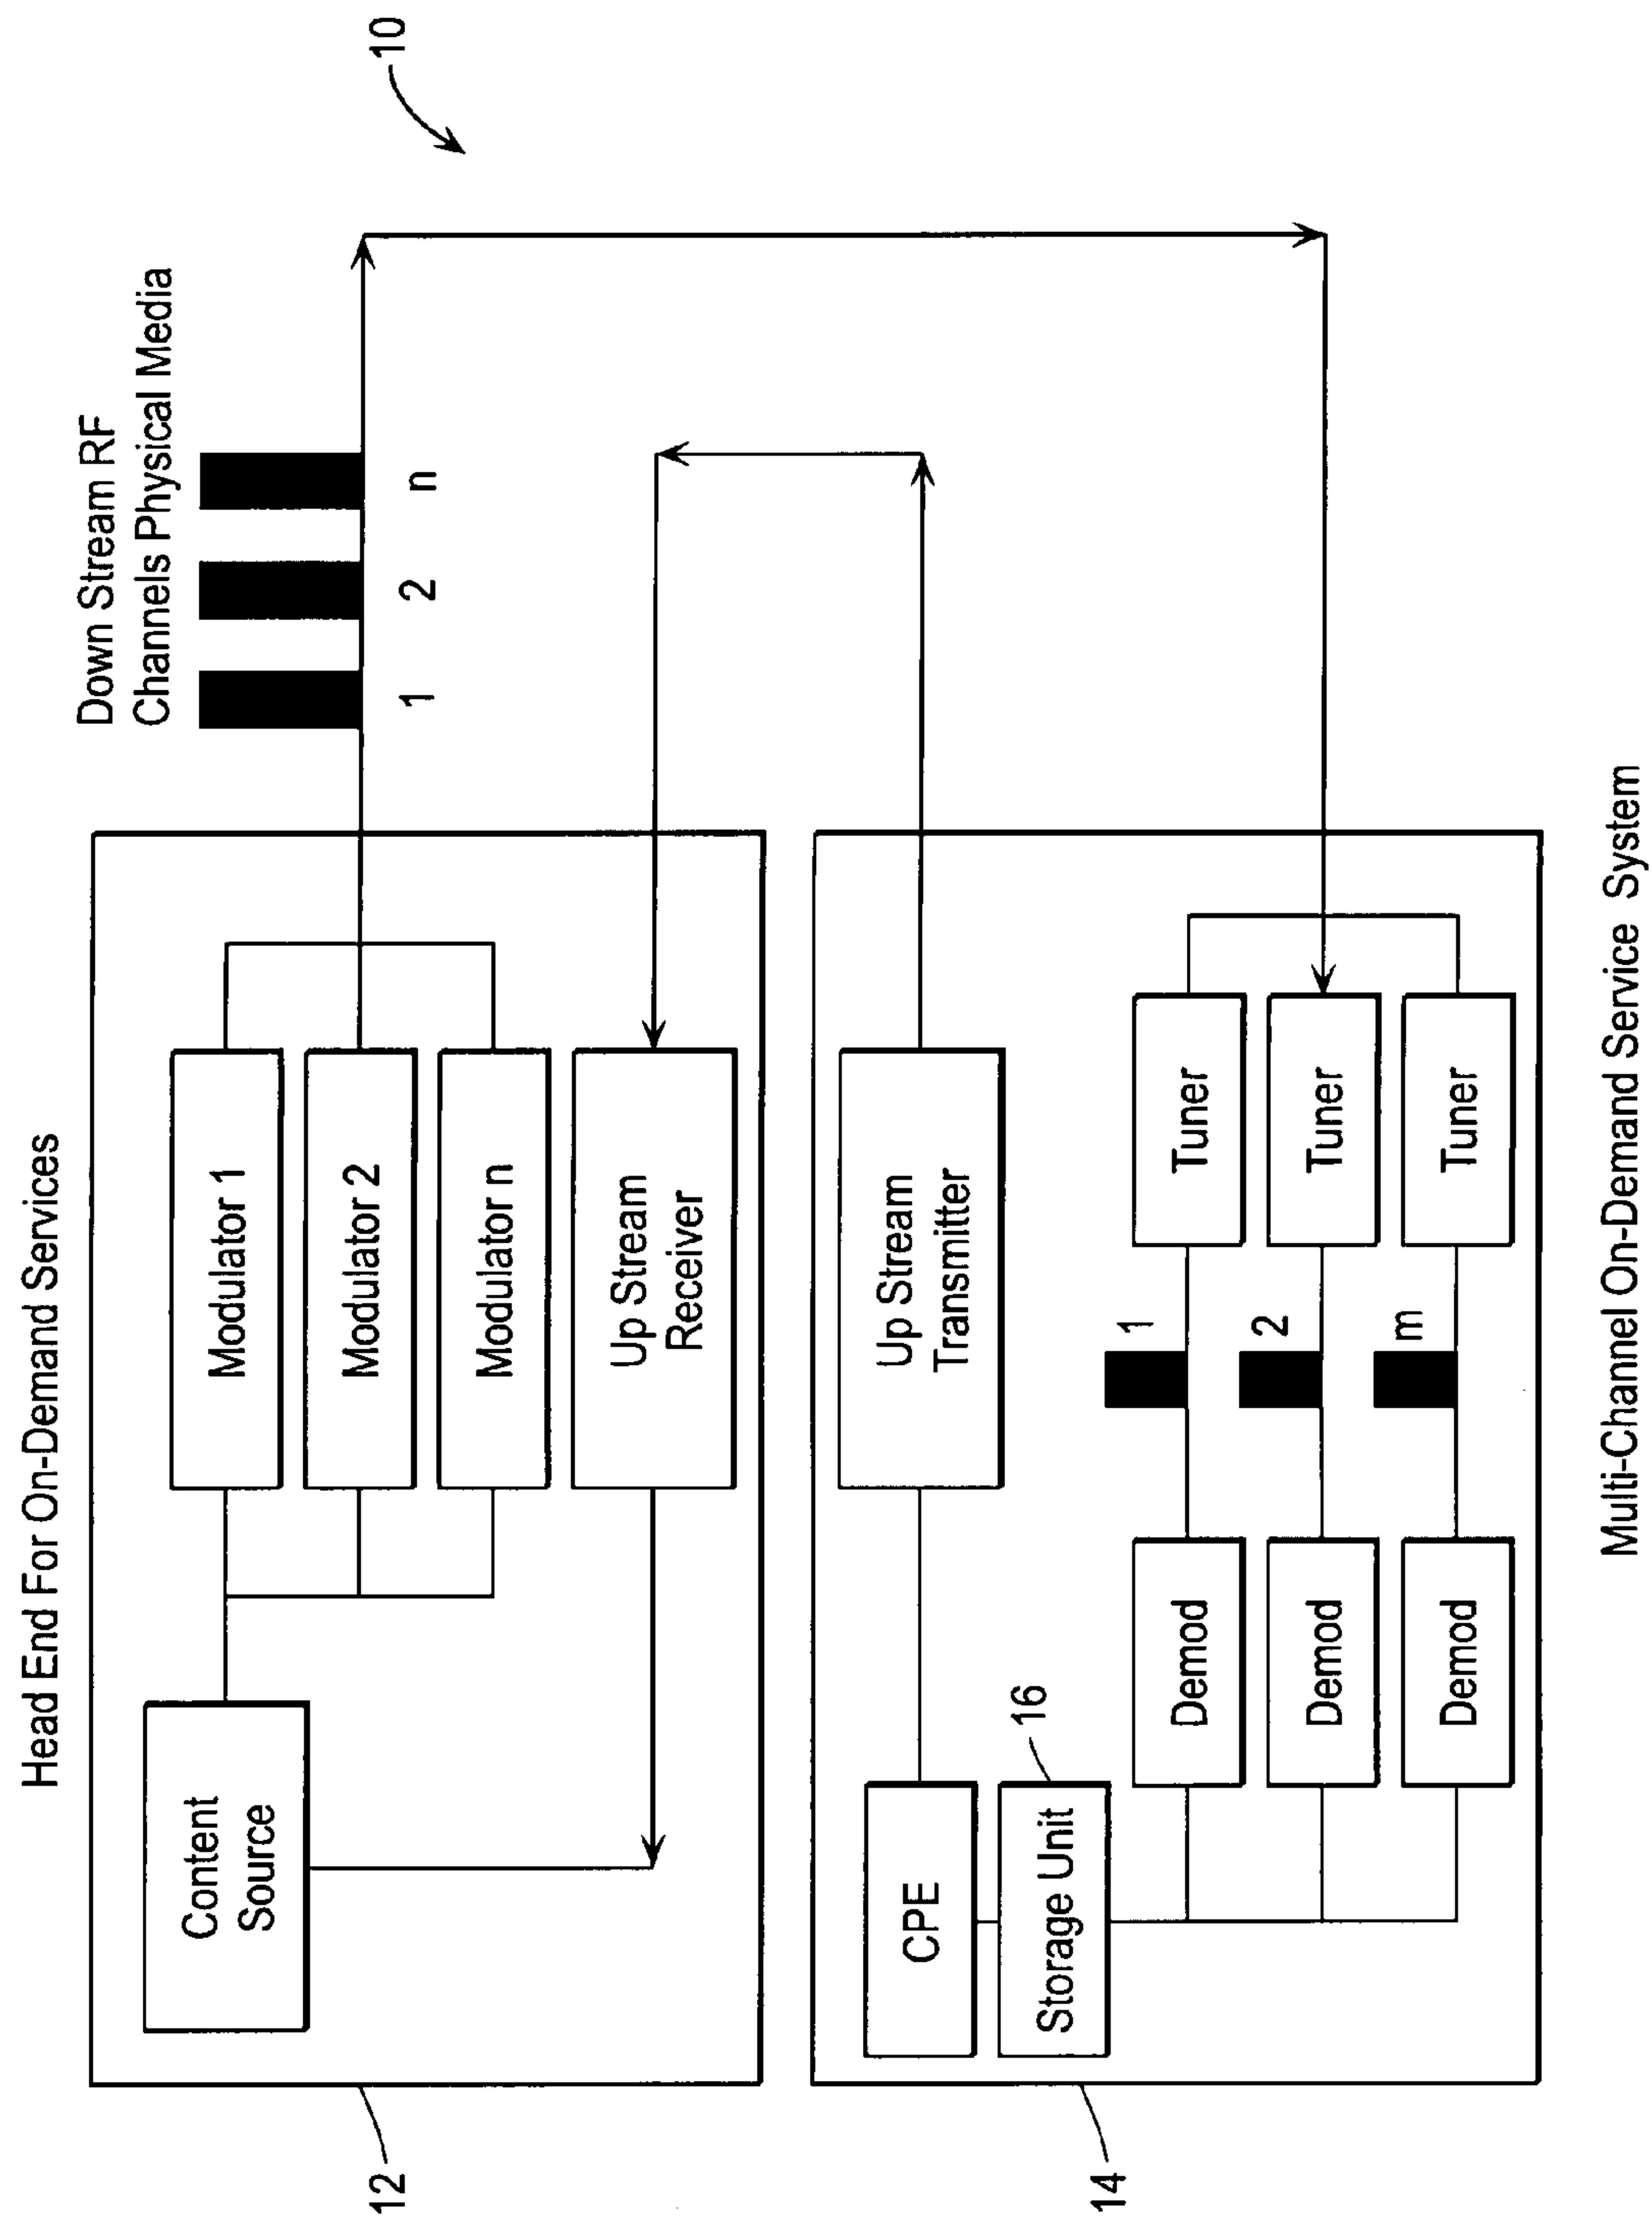 Head End For On-Demand Services
12
Content
Source
Modulator 1
Modulator 2
Modulator n
Up Stream
Receiver
Down Stream RF
Channels Physical Media
1
2
n
10
14
CPE
Storage Unit
16
Up Stream
Transmitter
Demod
1
Tuner
Demod
2
Tuner
Demod
m
Tuner
Multi-Channel On-Demand Service System